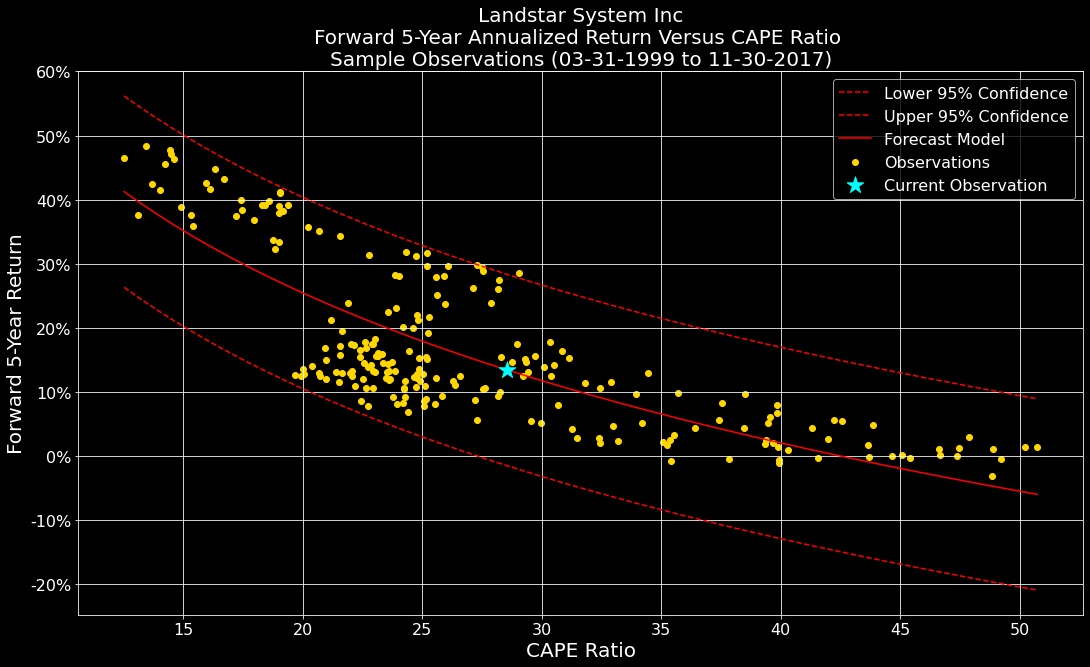 Landstar System Inc
Forward 5-Year Annualized Return Versus CAPE Ratio
Sample Observations (03-31-1999 to 11-30-2017)
Lower 95% Confidence
Upper 95% Confidence
Forecast Model
Observations
Current Observation
Forward 5-Year Return
60%
50%
40%
30%
20%
10%
0%
-10%
-20%
15 20 25 30 35 40 45 50
CAPE Ratio